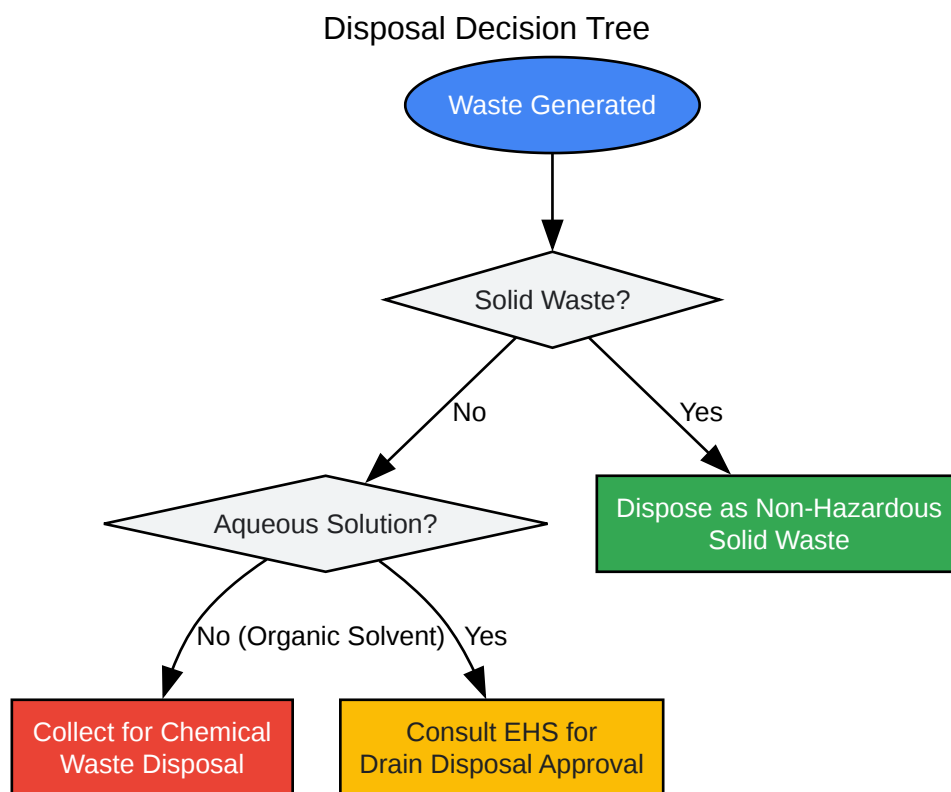 Disposal Decision Tree
Waste Generated
Solid Waste?
No
Yes
Aqueous Solution?
Dispose as Non-Hazardous
Solid Waste
No (Organic Solvent)
Yes
Collect for Chemical
Waste Disposal
Consult EHS for
Drain Disposal Approval